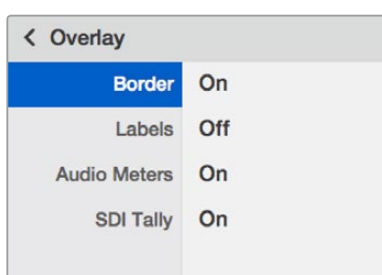 < Overlay
Border On
Labels Off
Audio Meters On
SDI Tally On